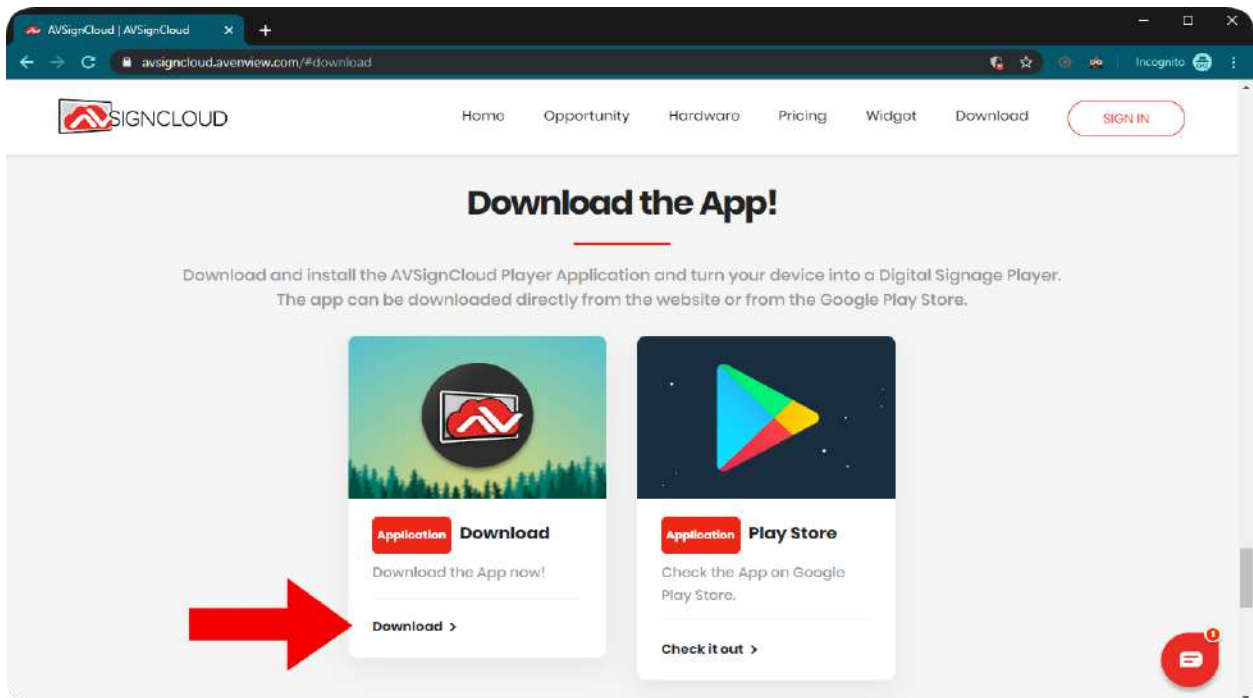 AVSignCloud | AVSignCloud
avsigncloud.avenview.com/#download
Incognito
AVSIGNCLOUD
Home Opportunity Hardware Pricing Widget Download SIGN IN
Download the App!
Download and install the AVSignCloud Player Application and turn your device into a Digital Signage Player.
The app can be downloaded directly from the website or from the Google Play Store.
Application Download
Download the App now!
Download >
Application Play Store
Check the App on Google
Play Store.
Check it out >
1